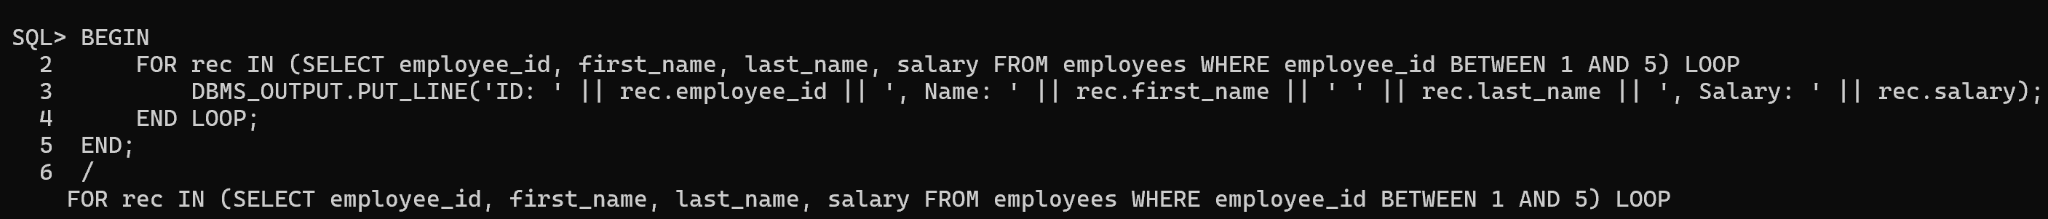 SQL> BEGIN
  2      FOR rec IN (SELECT employee_id, first_name, last_name, salary FROM employees WHERE employee_id BETWEEN 1 AND 5) LOOP
  3          DBMS_OUTPUT.PUT_LINE('ID: ' || rec.employee_id || ', Name: ' || rec.first_name || ' ' || rec.last_name || ', Salary: ' || rec.salary);
  4      END LOOP;
  5  END;
  6  /
    FOR rec IN (SELECT employee_id, first_name, last_name, salary FROM employees WHERE employee_id BETWEEN 1 AND 5) LOOP